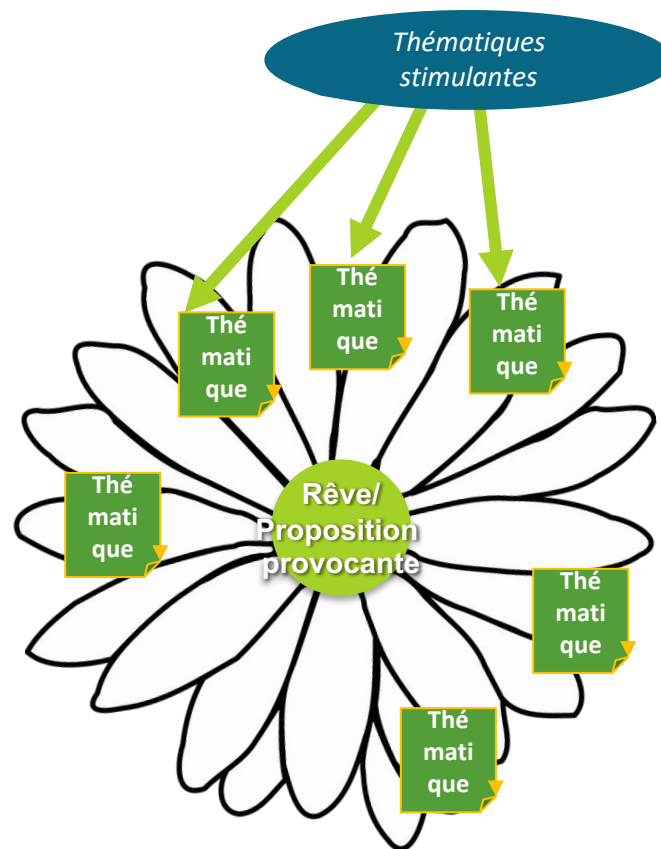 Thématiques
stimulantes
Thé
mati
que
Thé
mati
que
Thé
mati
que
Thé
mati
que
Rêve/
Proposition
provocante
Thé
mati
que
Thé
mati
que